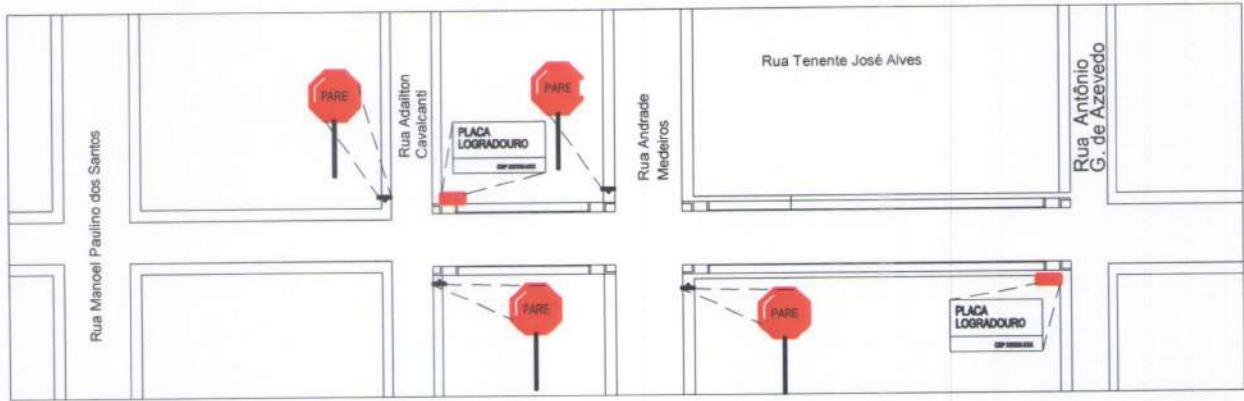 Rua Manoel Paulino dos Santos
PARE
Rua Adailton
Cavalcanti
PLACA
LOGRADOURO
PARE
Rua Andrade
Medeiros
Rua Tenente José Alves
Rua Antônio
G. de Azevedo
PARE
PARE
PLACA
LOGRADOURO